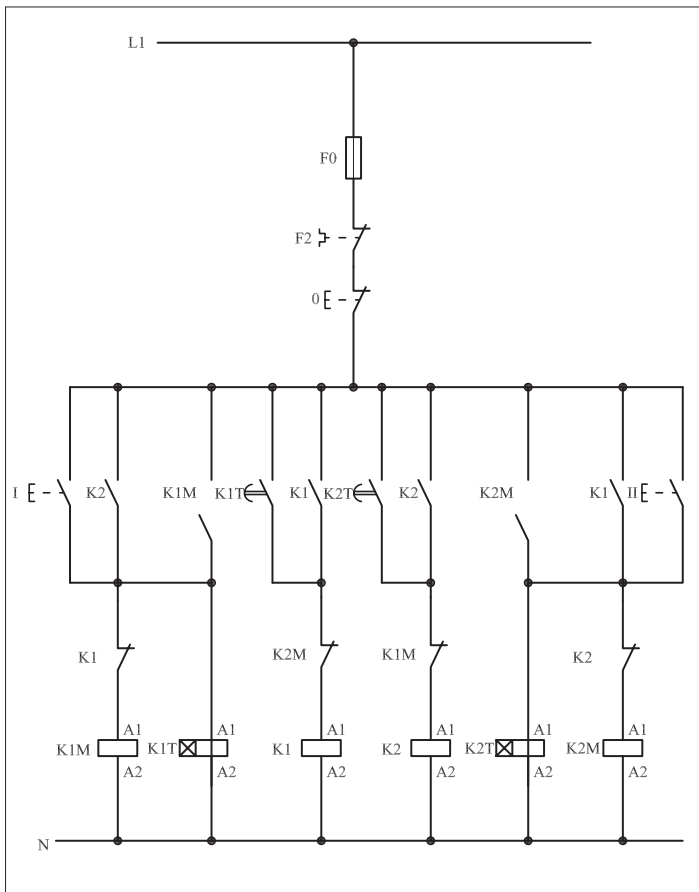 L1
F0
F2
0
I K2 K1M K1T K1 K2T K2 K2M K1 II
K1 K2M K1M K2
A1 A1 A1 A1 A1 A1
K1M K1T K1 K2 K2T K2M
A2 A2 A2 A2 A2 A2
N